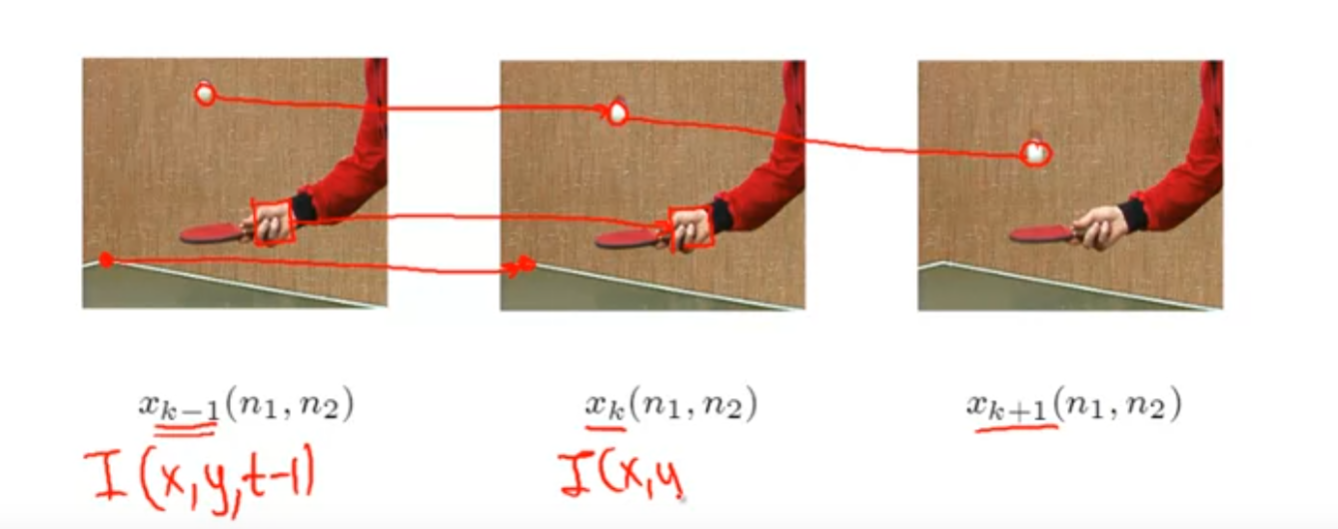 x_{k-1}(n_1, n_2) x_k(n_1, n_2) x_{k+1}(n_1, n_2)
I(x,y,t-1) I(x,y